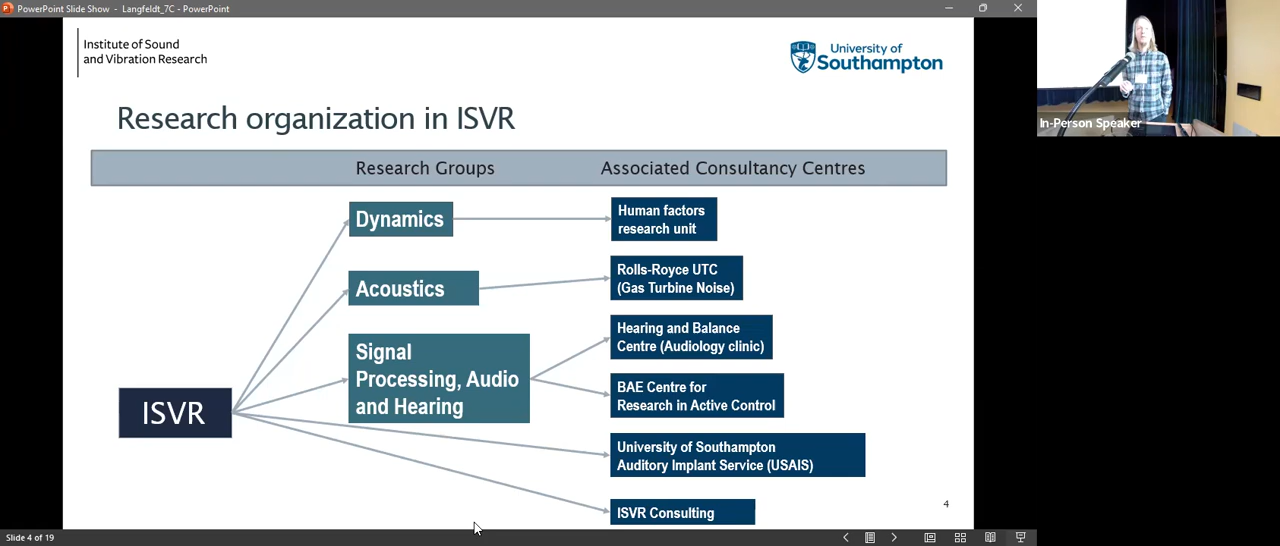 PowerPoint Slide Show - Langfeldt_7C - PowerPoint
Institute of Sound
and Vibration Research
University of
Southampton
In-Person Speaker
Research organization in ISVR
Research Groups
Associated Consultancy Centres
Dynamics
Human factors
research unit
Acoustics
Rolls-Royce UTC
(Gas Turbine Noise)
Signal
Processing, Audio
and Hearing
Hearing and Balance
Centre (Audiology clinic)
BAE Centre for
Research in Active Control
ISVR
University of Southampton
Auditory Implant Service (USAIS)
ISVR Consulting
4
Slide 4 of 19